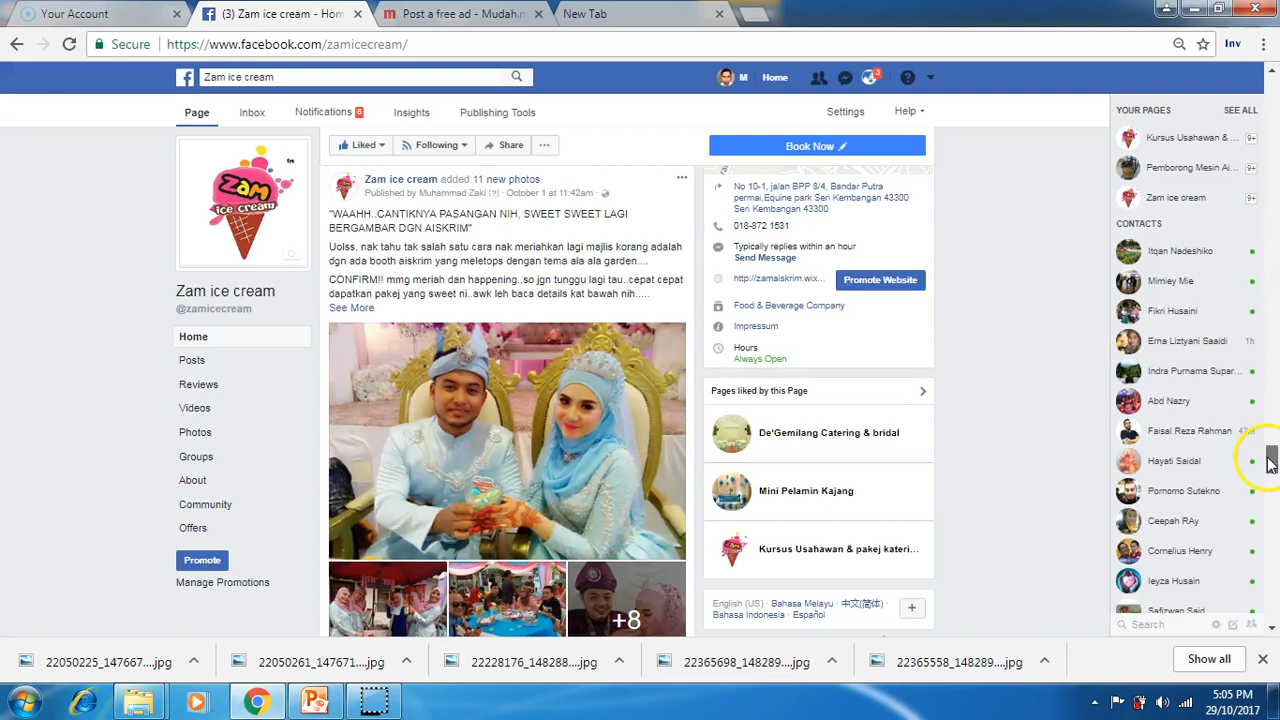 Your Account
(3) Zam ice cream - Hom
Post a free ad - Mudah.m
New Tab
Secure
https://www.facebook.com/zamicecream/
Inv
Zam ice cream
M
Home
3
Page
Inbox
Notifications 6
Insights
Publishing Tools
Settings
Help
Liked
Following
Share
Book Now
Zam
ice cream
Zam ice cream
@zamicecream
Home
Posts
Reviews
Videos
Photos
Groups
About
Community
Offers
Promote
Manage Promotions
Zam ice cream added 11 new photos.
Published by Muhammad Zaki [?] · October 1 at 11:42am ·
"WAAHH..CANTIKNYA PASANGAN NIH, SWEET SWEET LAGI
BERGAMBAR DGN AISKRIM"
Uolss, nak tahu tak salah satu cara nak meriahkan lagi majlis korang adalah
dgn ada booth aiskrim yang meletops dengan tema ala ala garden....
CONFIRM!! mmg meriah dan happening..so jgn tunggu lagi tau..cepat cepat
dapatkan pakej yang sweet ni..awk leh baca details kat bawah nih.....
See More
+8
No 10-1, jalan BPP 8/4, Bandar Putra
permai,Equine park Seri Kembangan 43300
Seri Kembangan 43300
018-872 1531
Typically replies within an hour
Send Message
http://zamaiskrim.wix...
Promote Website
Food & Beverage Company
Impressum
Hours
Always Open
Pages liked by this Page
De'Gemilang Catering & bridal
Mini Pelamin Kajang
Kursus Usahawan & pakej kateri...
English (US) · Bahasa Melayu · 中文(简体) ·
Bahasa Indonesia · Español
YOUR PAGES
SEE ALL
Kursus Usahawan & ...
9+
Pemborong Mesin Ai...
9+
Zam ice cream
9+
CONTACTS
Itqan Nadeshiko
Mimiey Mie
Fikri Husaini
Erna Liztyani Saaidi
1h
Indra Purnama Supar...
Abd Nazry
Faisal Reza Rahman
Hayati Saidal
Pornomo Sutekno
Ceepah RAy
Cornelius Henry
Ieyza Husain
Safizwan Said
Search
22050225_147667....jpg
22050261_147671....jpg
22228176_148288....jpg
22365698_148289....jpg
22365558_148289....jpg
Show all
5:05 PM
29/10/2017